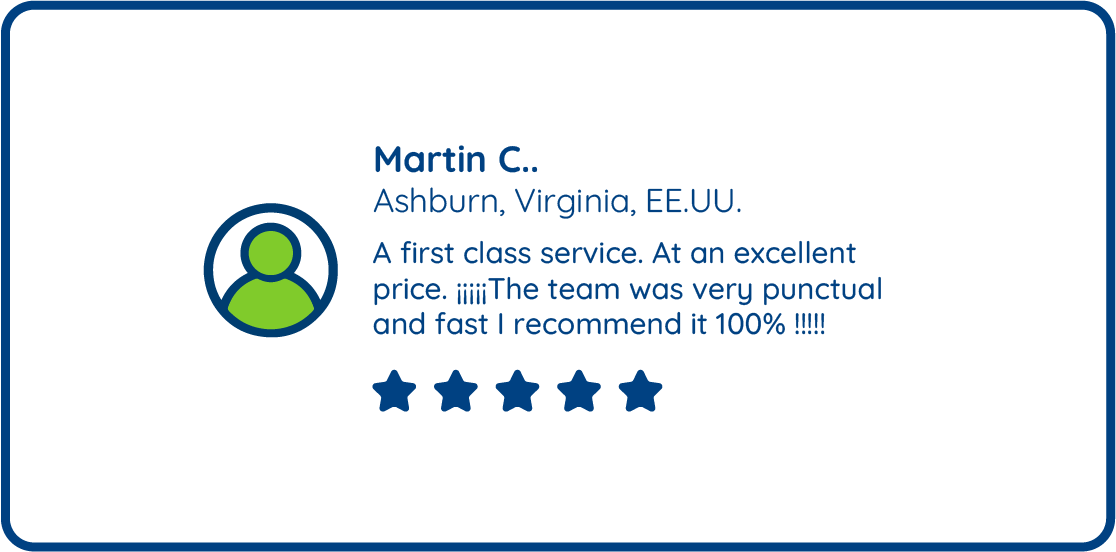 Martin C..
Ashburn, Virginia, EE.UU.
A first class service. At an excellent
price. ¡¡¡¡¡The team was very punctual
and fast I recommend it 100% !!!!!